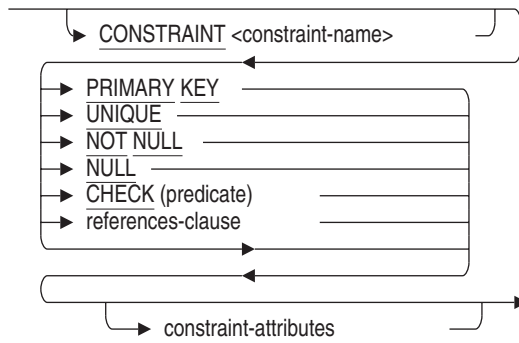 CONSTRAINT <constraint-name>
PRIMARY KEY
UNIQUE
NOT NULL
NULL
CHECK (predicate)
references-clause
constraint-attributes